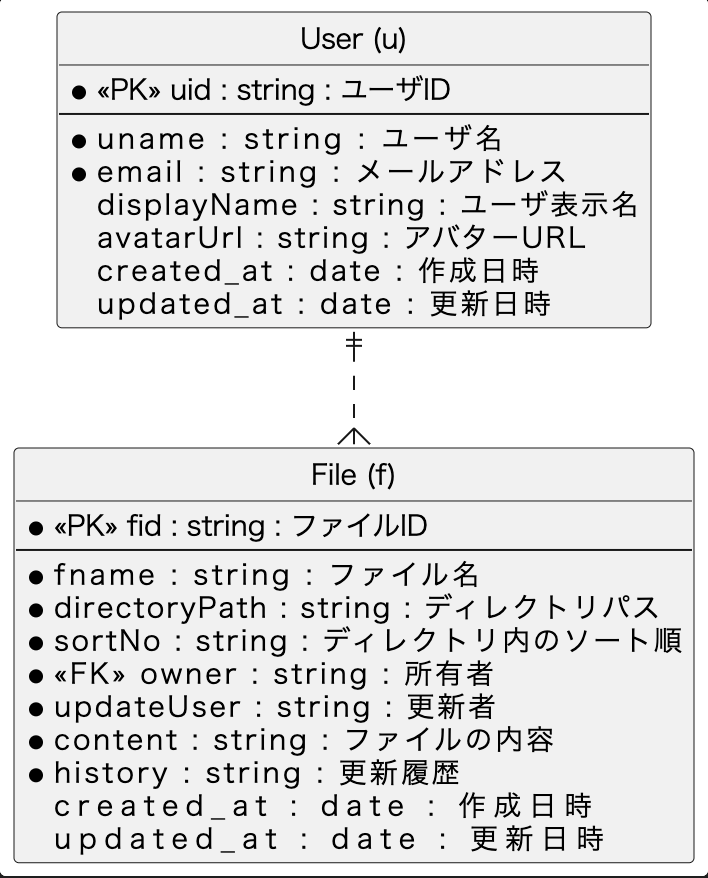 User (u)
«PK» uid : string : ユーザID
uname : string : ユーザ名
email : string : メールアドレス
displayName : string : ユーザ表示名
avatarUrl : string : アバターURL
created_at : date : 作成日時
updated_at : date : 更新日時
File (f)
«PK» fid : string : ファイルID
fname : string : ファイル名
directoryPath : string : ディレクトリパス
sortNo : string : ディレクトリ内のソート順
«FK» owner : string : 所有者
updateUser : string : 更新者
content : string : ファイルの内容
history : string : 更新履歴
created_at : date : 作成日時
updated_at : date : 更新日時